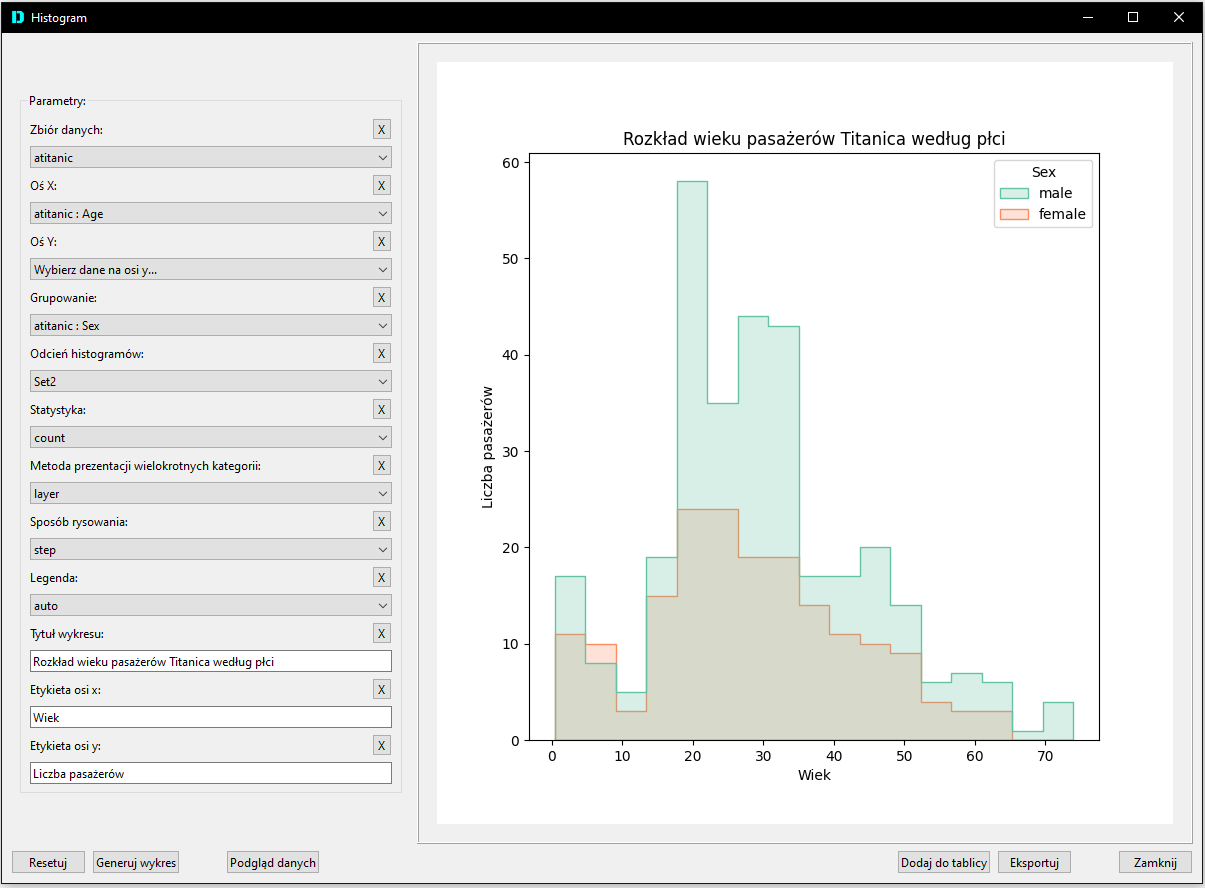 Histogram
Parametry:
Zbiór danych:
X
atitanic
Oś X:
X
atitanic : Age
Oś Y:
X
Wybierz dane na osi y...
Grupowanie:
X
atitanic : Sex
Odcień histogramów:
X
Set2
Statystyka:
X
count
Metoda prezentacji wielokrotnych kategorii:
X
layer
Sposób rysowania:
X
step
Legenda:
X
auto
Tytuł wykresu:
X
Rozkład wieku pasażerów Titanica według płci
Etykieta osi x:
X
Wiek
Etykieta osi y:
X
Liczba pasażerów
Resetuj
Generuj wykres
Podgląd danych
Rozkład wieku pasażerów Titanica według płci
Sex
male
female
60
50
40
30
20
10
0
Liczba pasażerów
0 10 20 30 40 50 60 70
Wiek
Dodaj do tablicy
Eksportuj
Zamknij